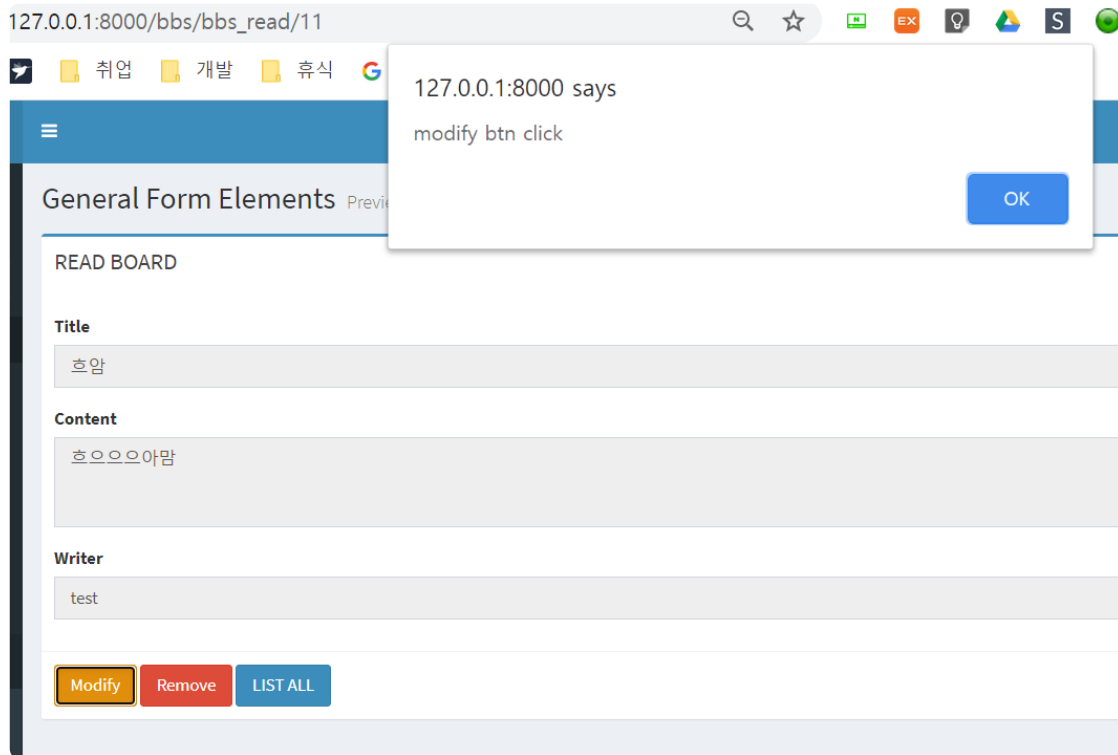 127.0.0.1:8000/bbs/bbs_read/11
EX
S
취업
개발
휴식
G
127.0.0.1:8000 says
modify btn click
OK
General Form Elements Previe
READ BOARD
Title
흐암
Content
흐으으으아맘
Writer
test
Modify
Remove
LIST ALL